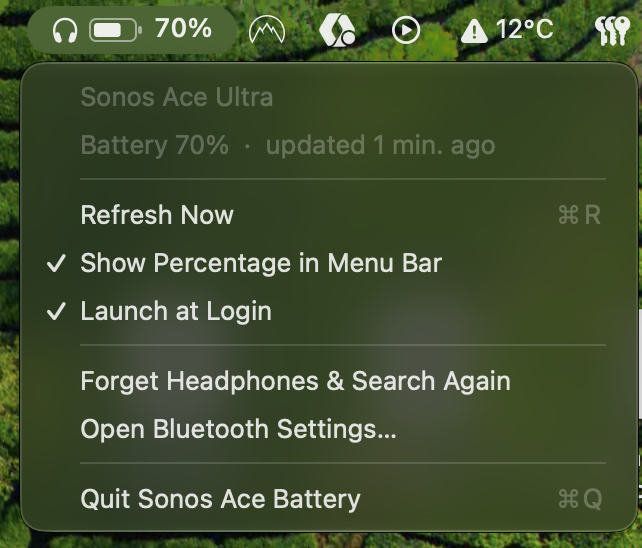 70%
12°C
Sonos Ace Ultra
Battery 70% · updated 1 min. ago
Refresh Now ⌘R
✓ Show Percentage in Menu Bar
✓ Launch at Login
Forget Headphones & Search Again
Open Bluetooth Settings...
Quit Sonos Ace Battery ⌘Q